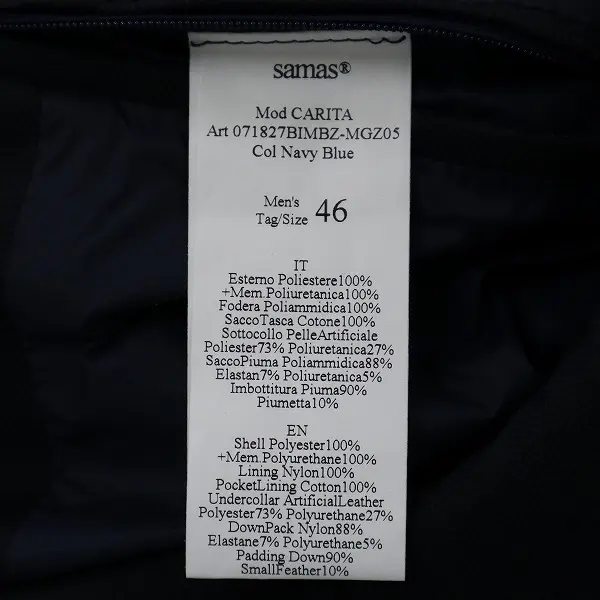 samas®
Mod CARITA
Art 071827BIMBZ-MGZ05
Col Navy Blue
Men's
Tag/Size 46
IT
Esterno Poliestere100%
+Mem.Poliuretanica100%
Fodera Poliammidica100%
SaccoTasca Cotone100%
Sottocollo PelleArtificiale
Poliester73% Poliuretanica27%
SaccoPiuma Poliammidica88%
Elastan7% Poliuretanica5%
Imbottitura Piuma90%
Piumetta10%
EN
Shell Polyester100%
+Mem.Polyurethane100%
Lining Nylon100%
PocketLining Cotton100%
Undercollar ArtificialLeather
Polyester73% Polyurethane27%
DownPack Nylon88%
Elastane7% Polyurethane5%
Padding Down90%
SmallFeather10%